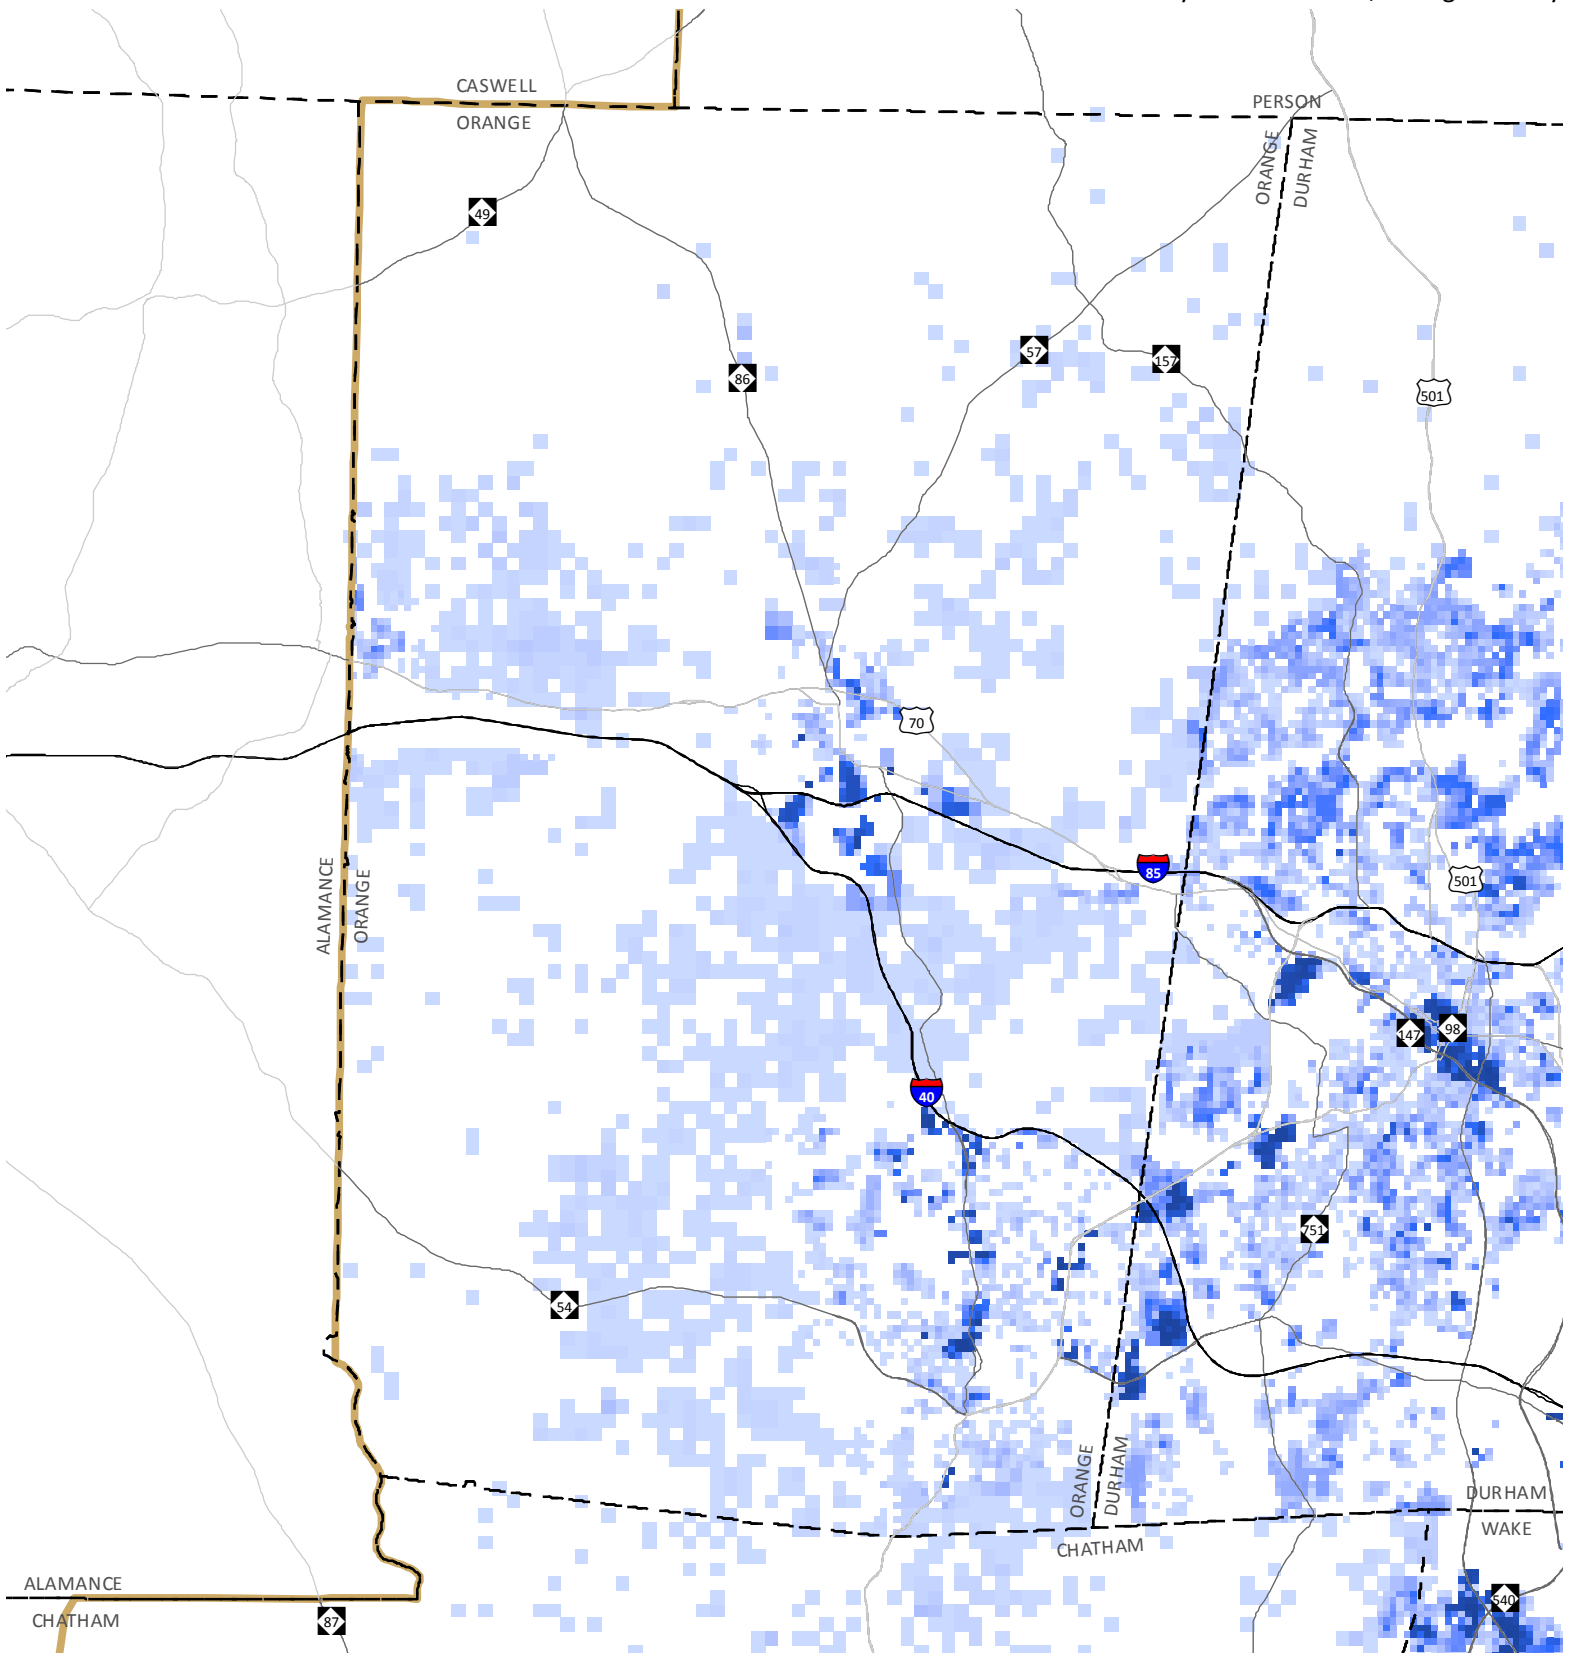 CASWELL
ORANGE
PERSON
ORANGE
DURHAM
49
57
157
86
501
70
ALAMANCE
ORANGE
85
501
147
98
40
751
54
ORANGE
DURHAM
DURHAM
WAKE
CHATHAM
ALAMANCE
CHATHAM
87
540